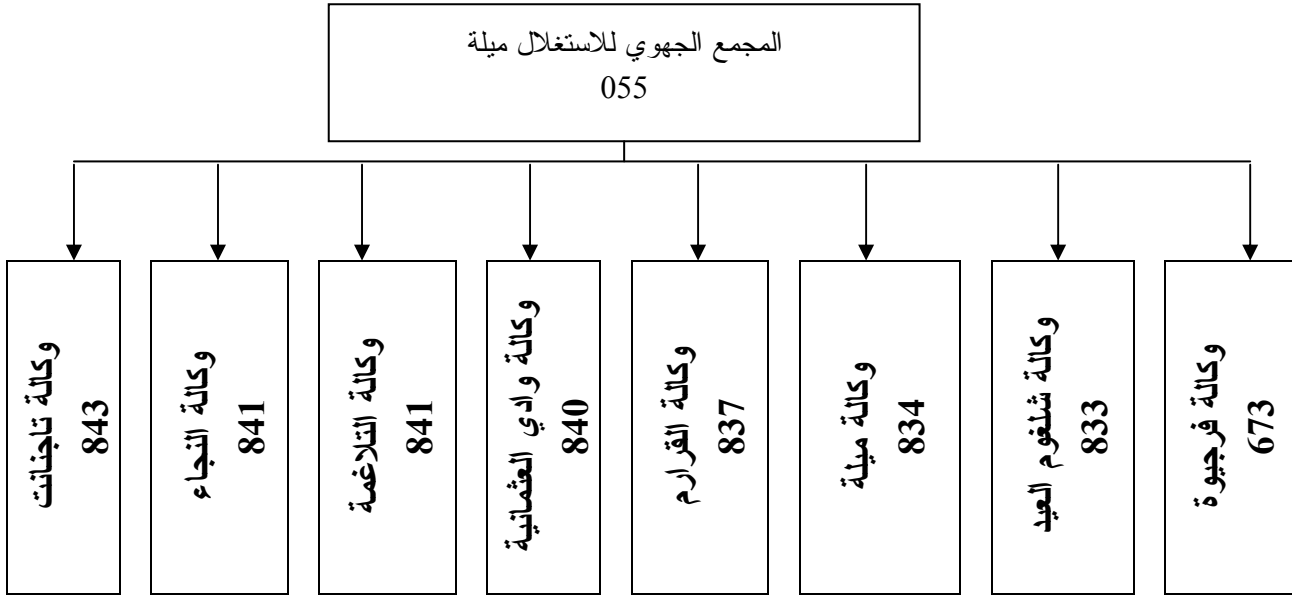 المجمع الجهوي للاستغلال ميلة
055
وكالة فرجيوة
673
وكالة شلغوم العيد
833
وكالة ميلة
834
وكالة القرارم
837
وكالة وادي العثمانية
840
وكالة التلاغمة
841
وكالة النجاء
841
وكالة تاجنانت
843